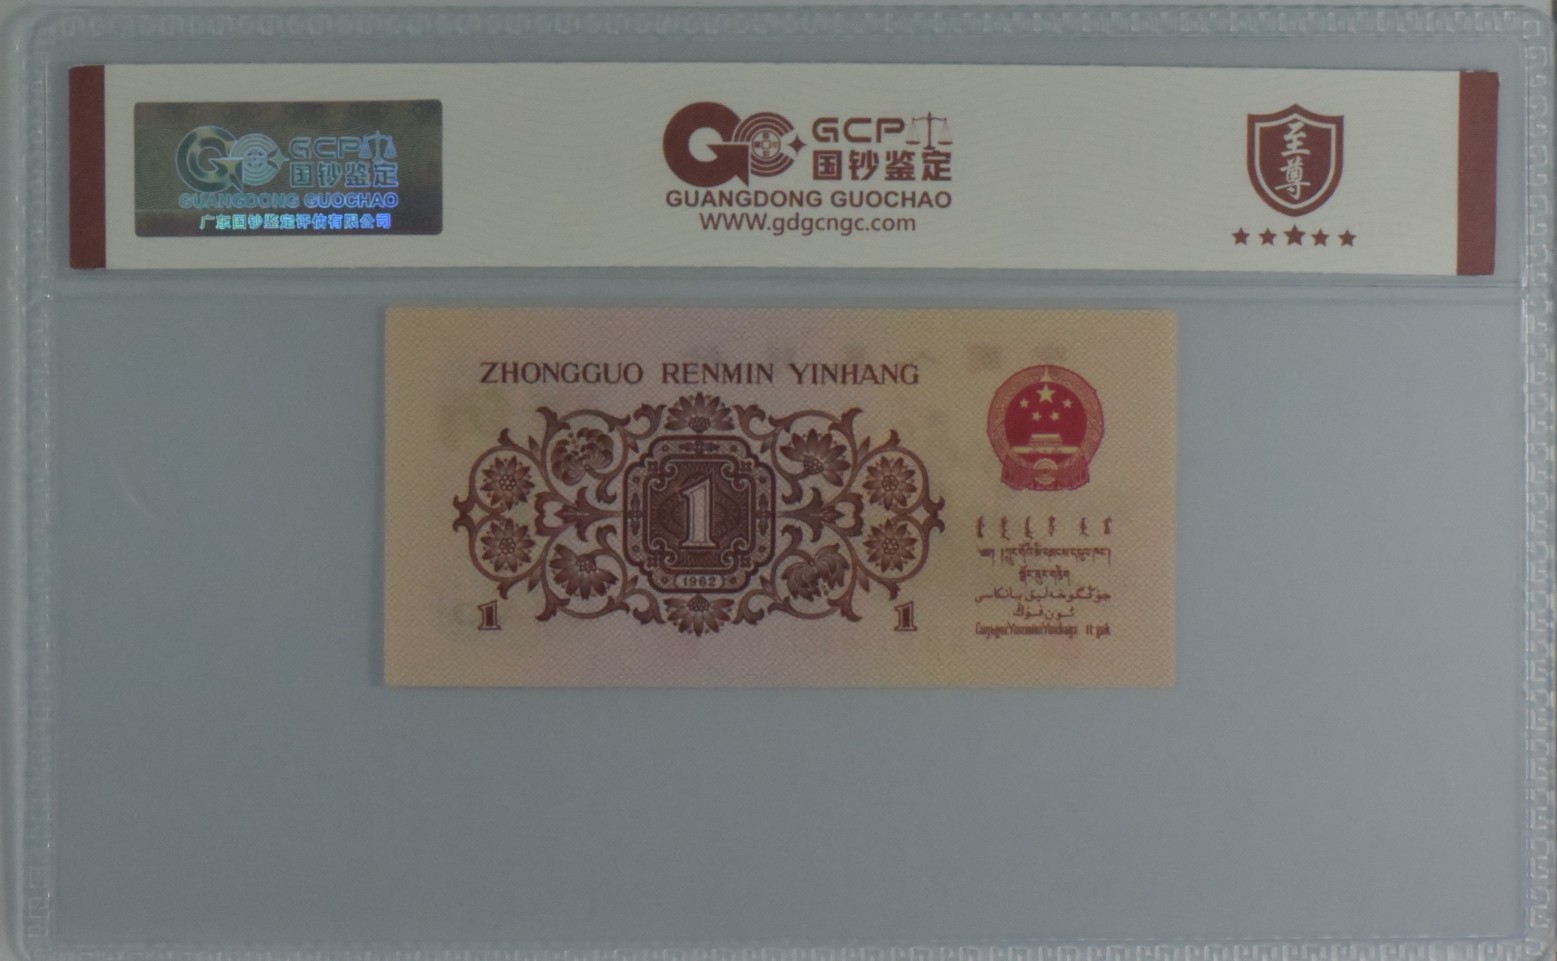 GCP
国钞鉴定
GUANGDONG GUOCHAO
广东国钞鉴定评估有限公司
GCP
国钞鉴定
GUANGDONG GUOCHAO
WWW.gdgcngc.com
至尊
ZHONGGUO RENMIN YINHANG
1
1962
1
1
جۇڭگوخەلىق بانكاسى